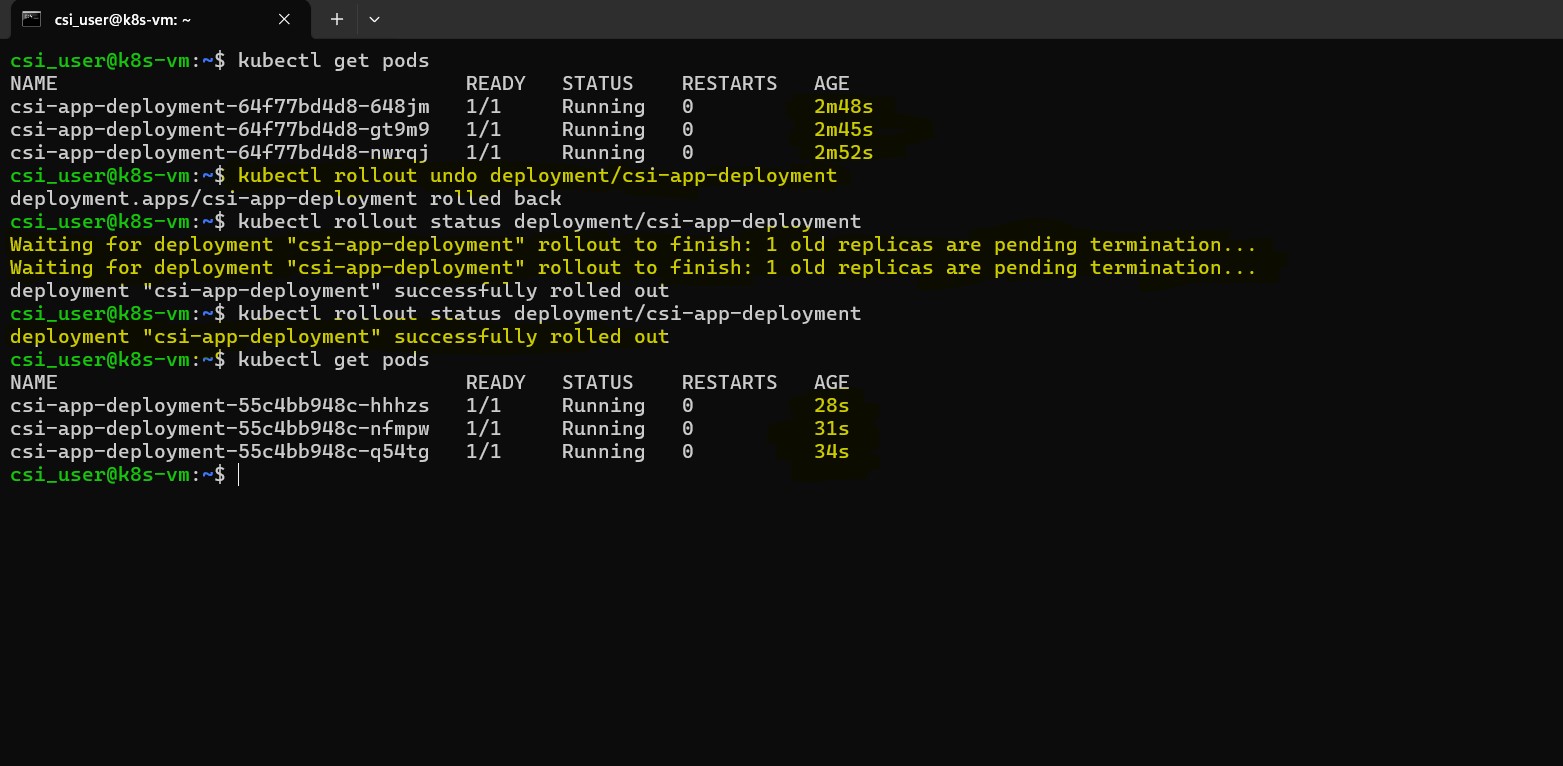 csi_user@k8s-vm: ~
csi_user@k8s-vm:~$ kubectl get pods
NAME                                  READY   STATUS    RESTARTS   AGE
csi-app-deployment-64f77bd4d8-648jm   1/1     Running   0          2m48s
csi-app-deployment-64f77bd4d8-gt9m9   1/1     Running   0          2m45s
csi-app-deployment-64f77bd4d8-nwrqj   1/1     Running   0          2m52s
csi_user@k8s-vm:~$ kubectl rollout undo deployment/csi-app-deployment
deployment.apps/csi-app-deployment rolled back
csi_user@k8s-vm:~$ kubectl rollout status deployment/csi-app-deployment
Waiting for deployment "csi-app-deployment" rollout to finish: 1 old replicas are pending termination...
Waiting for deployment "csi-app-deployment" rollout to finish: 1 old replicas are pending termination...
deployment "csi-app-deployment" successfully rolled out
csi_user@k8s-vm:~$ kubectl rollout status deployment/csi-app-deployment
deployment "csi-app-deployment" successfully rolled out
csi_user@k8s-vm:~$ kubectl get pods
NAME                                  READY   STATUS    RESTARTS   AGE
csi-app-deployment-55c4bb948c-hhhzs   1/1     Running   0          28s
csi-app-deployment-55c4bb948c-nfmpw   1/1     Running   0          31s
csi-app-deployment-55c4bb948c-q54tg   1/1     Running   0          34s
csi_user@k8s-vm:~$